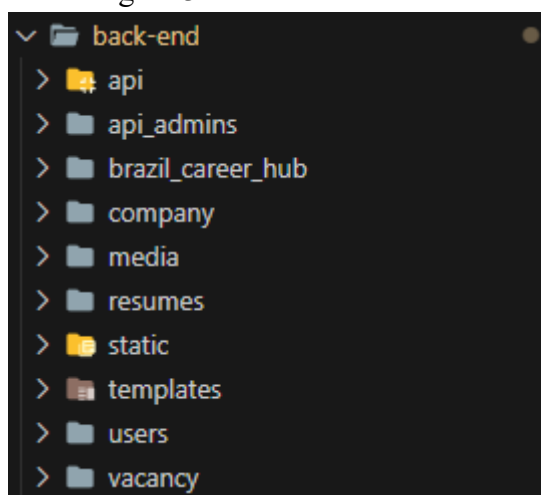 back-end
api
api_admins
brazil_career_hub
company
media
resumes
static
templates
users
vacancy